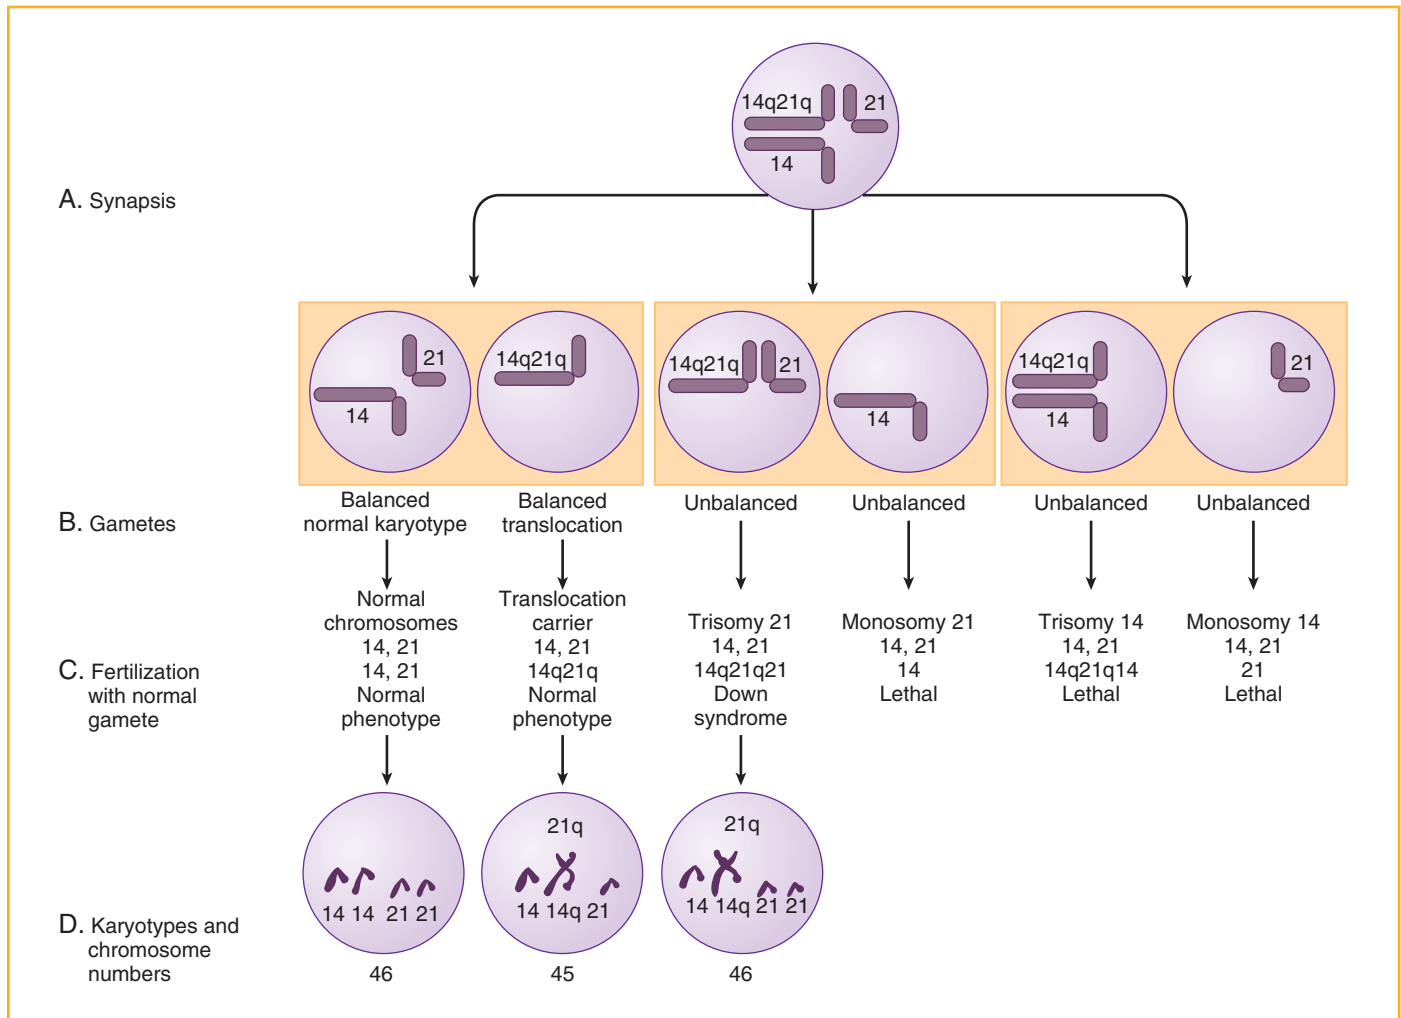 14q21q
21
14
A. Synapsis
21
14
14q21q
14q21q
21
14
14q21q
14
21
B. Gametes
Balanced
normal karyotype
Balanced
translocation
Unbalanced
Unbalanced
Unbalanced
Unbalanced
C. Fertilization
with normal
gamete
Normal
chromosomes
14, 21
14, 21
Normal
phenotype
Translocation
carrier
14, 21
14q21q
Normal
phenotype
Trisomy 21
14, 21
14q21q21
Down
syndrome
Monosomy 21
14, 21
14
Lethal
Trisomy 14
14, 21
14q21q14
Lethal
Monosomy 14
14, 21
21
Lethal
D. Karyotypes and
chromosome
numbers
14 14 21 21
46
21q
14 14q 21
45
21q
14 14q 21 21
46